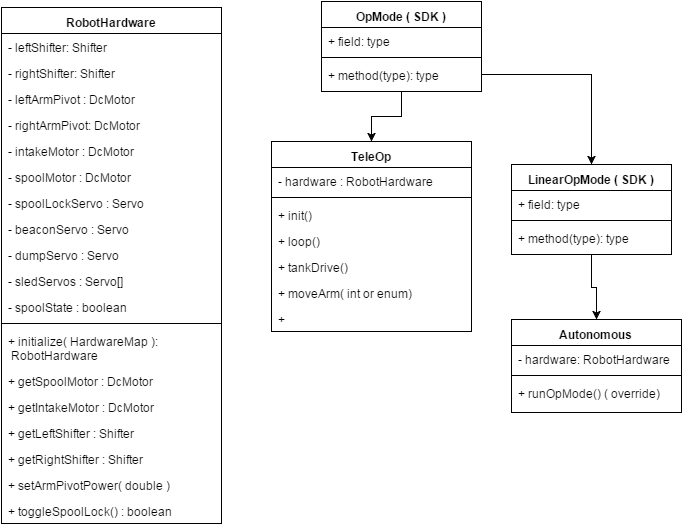 RobotHardware
- leftShifter: Shifter
- rightShifter: Shifter
- leftArmPivot : DcMotor
- rightArmPivot: DcMotor
- intakeMotor : DcMotor
- spoolMotor : DcMotor
- spoolLockServo : Servo
- beaconServo : Servo
- dumpServo : Servo
- sledServos : Servo[]
- spoolState : boolean
+ initialize( HardwareMap ):
RobotHardware
+ getSpoolMotor : DcMotor
+ getIntakeMotor : DcMotor
+ getLeftShifter : Shifter
+ getRightShifter : Shifter
+ setArmPivotPower( double )
+ toggleSpoolLock() : boolean
OpMode ( SDK )
+ field: type
+ method(type): type
TeleOp
- hardware : RobotHardware
+ init()
+ loop()
+ tankDrive()
+ moveArm( int or enum)
+
LinearOpMode ( SDK )
+ field: type
+ method(type): type
Autonomous
- hardware: RobotHardware
+ runOpMode() ( override)